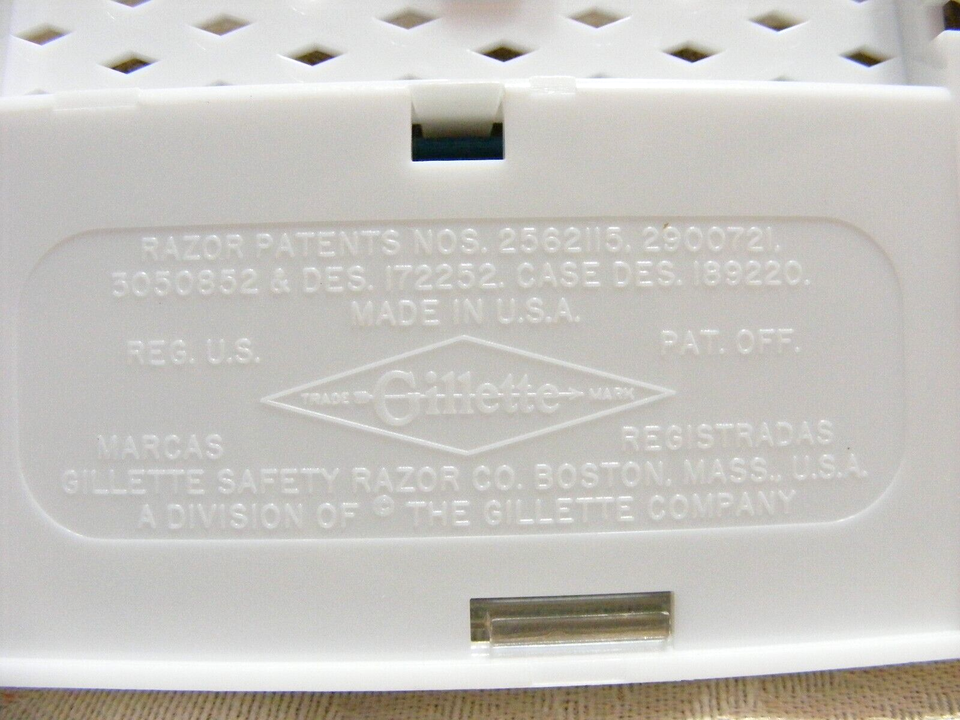 RAZOR PATENTS NOS. 2562115. 2900721.
3050852 & DES. 172252. CASE DES. 189220.
MADE IN U.S.A.
REG. U.S. PAT. OFF.
TRADE Gillette MARK
MARCAS REGISTRADAS
GILLETTE SAFETY RAZOR CO. BOSTON, MASS., U.S.A.
A DIVISION OF © THE GILLETTE COMPANY